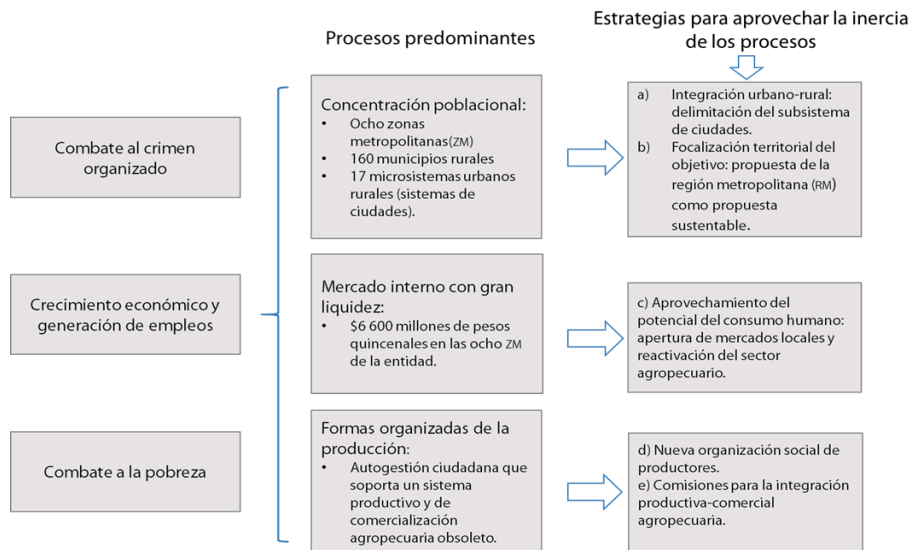 Procesos predominantes
Estrategias para aprovechar la inercia
de los procesos
Combate al crimen
organizado
Crecimiento económico y
generación de empleos
Combate a la pobreza
Concentración poblacional:
• Ocho zonas
metropolitanas(ZM)
• 160 municipios rurales
• 17 microsistemas urbanos
rurales (sistemas de
ciudades).
Mercado interno con gran
liquidez:
• $6 600 millones de pesos
quincenales en las ocho ZM
de la entidad.
Formas organizadas de la
producción:
• Autogestión ciudadana que
soporta un sistema
productivo y de
comercialización
agropecuaria obsoleto.
a) Integración urbano-rural:
delimitación del subsistema
de ciudades.
b) Focalización territorial del
objetivo: propuesta de la
región metropolitana (RM)
como propuesta
sustentable.
c) Aprovechamiento del
potencial del consumo humano:
apertura de mercados locales y
reactivación del sector
agropecuario.
d) Nueva organización social de
productores.
e) Comisiones para la integración
productiva-comercial
agropecuaria.